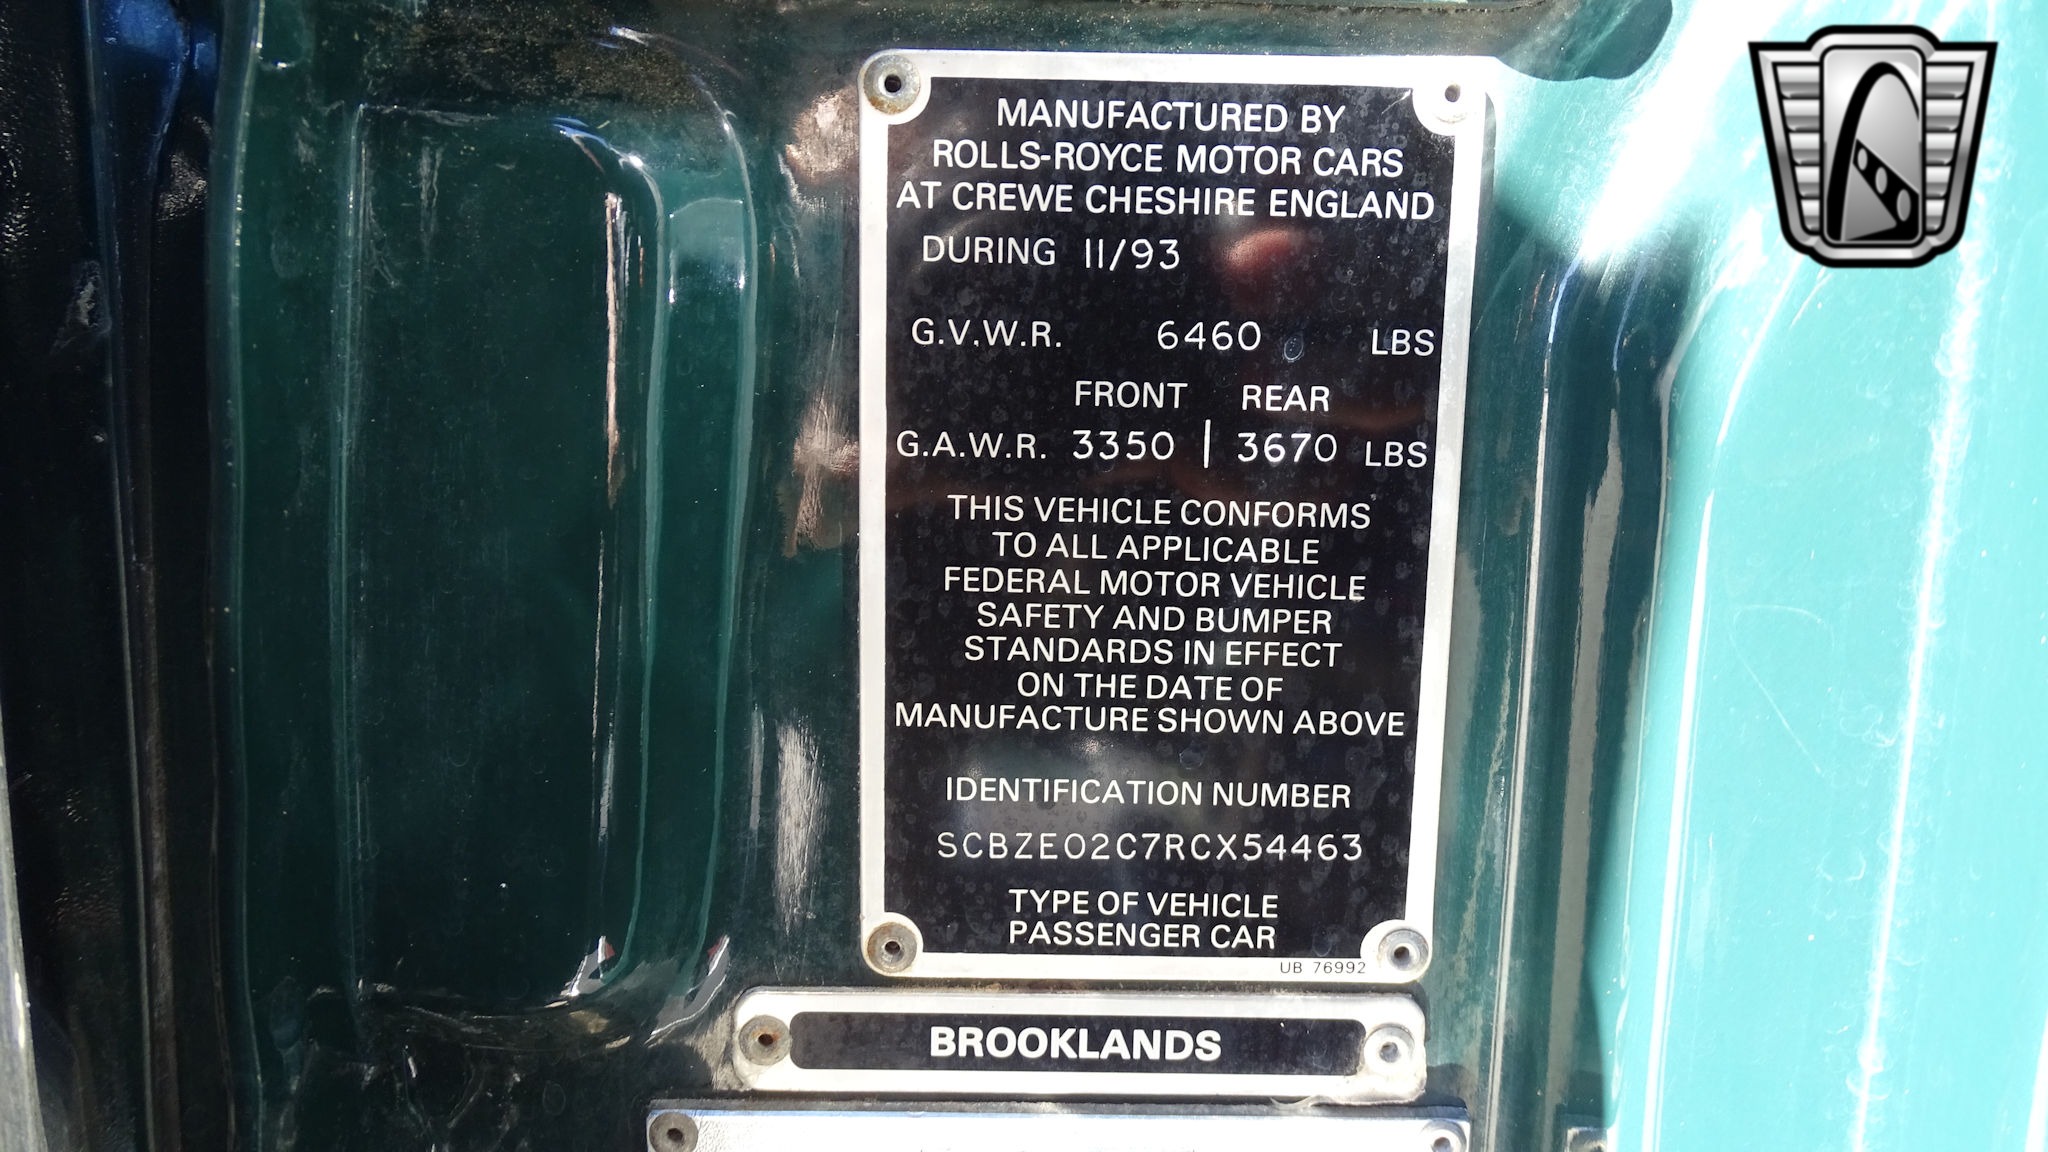 MANUFACTURED BY
ROLLS-ROYCE MOTOR CARS
AT CREWE CHESHIRE ENGLAND
DURING 11/93
G.V.W.R. 6460 LBS
FRONT REAR
G.A.W.R. 3350 | 3670 LBS
THIS VEHICLE CONFORMS
TO ALL APPLICABLE
FEDERAL MOTOR VEHICLE
SAFETY AND BUMPER
STANDARDS IN EFFECT
ON THE DATE OF
MANUFACTURE SHOWN ABOVE
IDENTIFICATION NUMBER
SCBZE02C7RCX54463
TYPE OF VEHICLE
PASSENGER CAR
UB 76992
BROOKLANDS